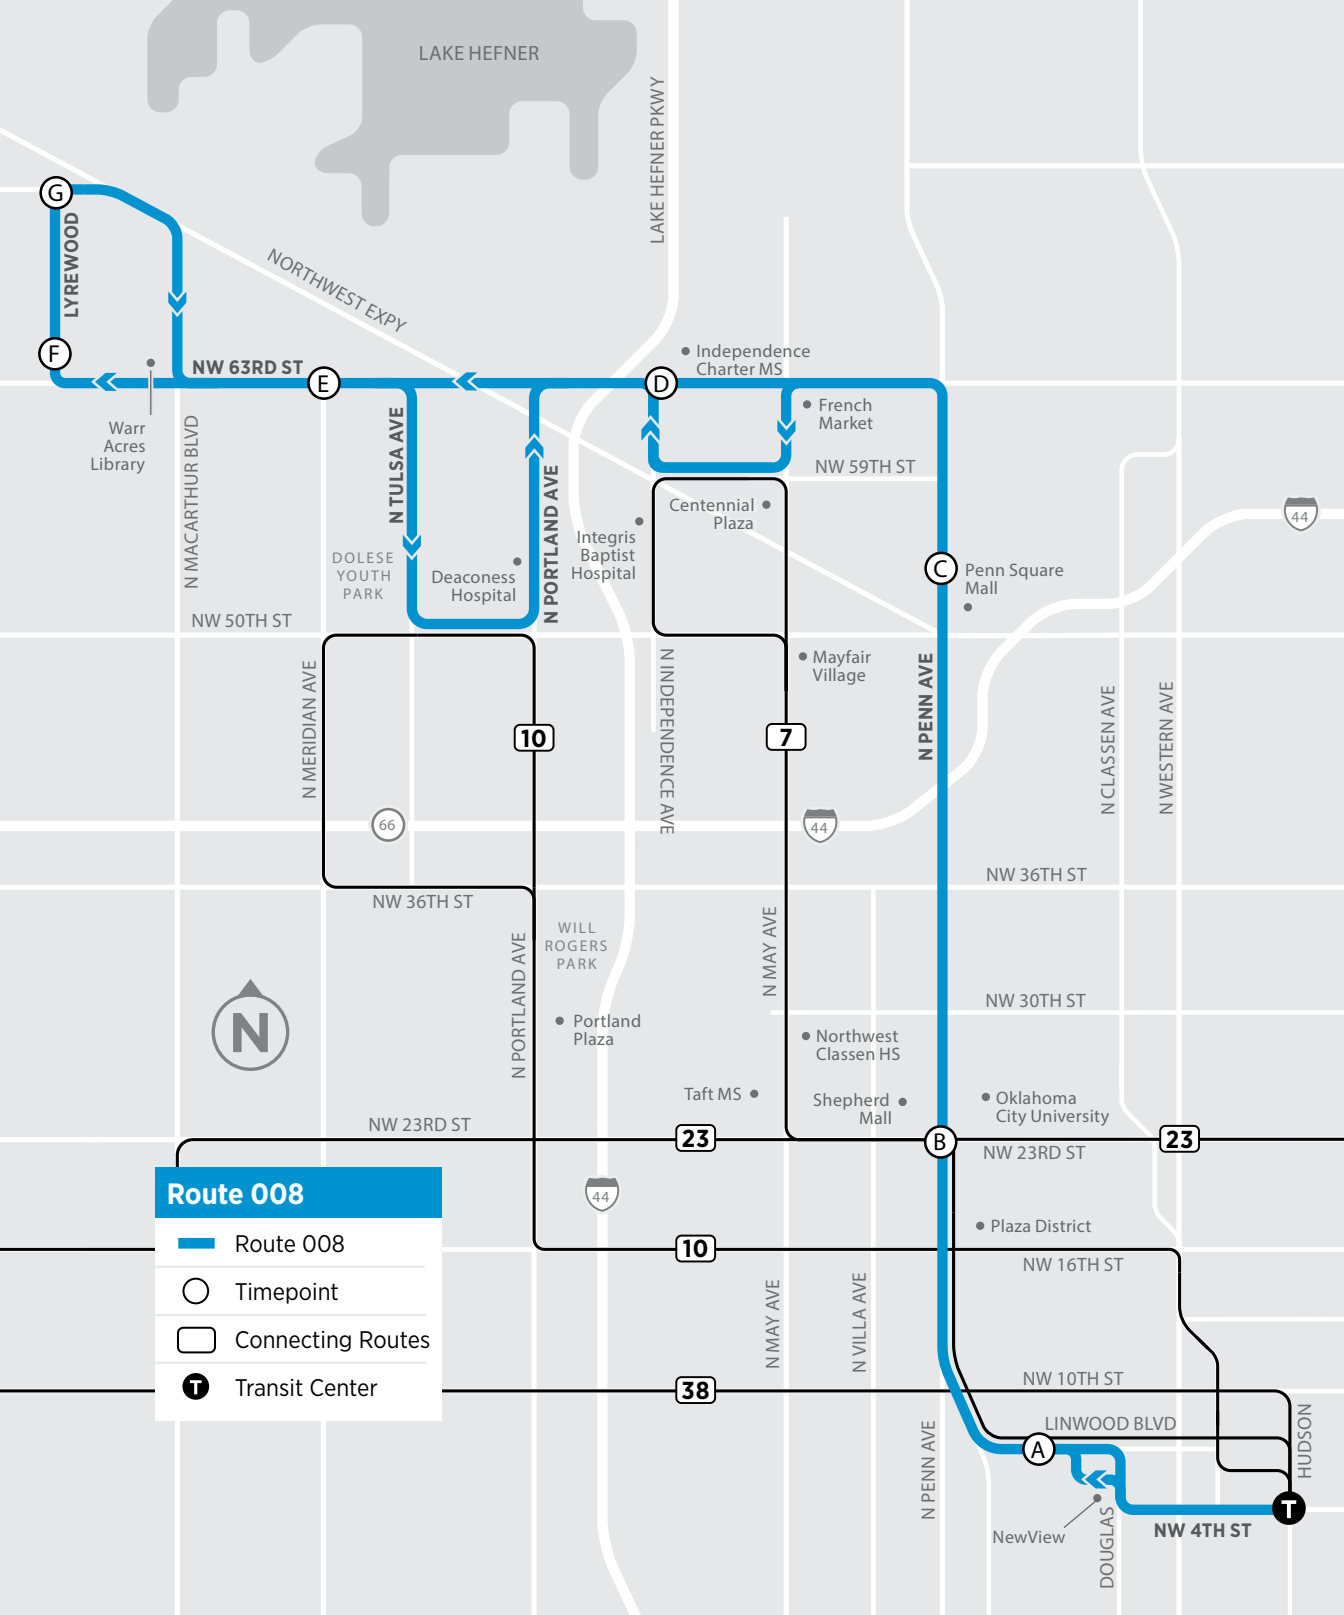 LAKE HEFNER
LAKE HEFNER PKWY
G
LYREWOOD
NORTHWEST EXPY
F
NW 63RD ST
E
D
Independence
Charter MS
French
Market
Warr
Acres
Library
N MACARTHUR BLVD
N TULSA AVE
N PORTLAND AVE
NW 59TH ST
Centennial
Plaza
44
Integris
Baptist
Hospital
DOLESE
YOUTH
PARK
Deaconess
Hospital
C
Penn Square
Mall
NW 50TH ST
N MERIDIAN AVE
N INDEPENDENCE AVE
Mayfair
Village
N PENN AVE
N CLASSEN AVE
N WESTERN AVE
10
7
66
44
NW 36TH ST
NW 36TH ST
WILL
ROGERS
PARK
N PORTLAND AVE
N MAY AVE
NW 30TH ST
N
Portland
Plaza
Northwest
Classen HS
Taft MS
Shepherd
Mall
Oklahoma
City University
NW 23RD ST
23
B
23
NW 23RD ST
44
Plaza District
10
NW 16TH ST
Route 008
Route 008
Timepoint
Connecting Routes
T
Transit Center
N MAY AVE
N VILLA AVE
NW 10TH ST
38
LINWOOD BLVD
HUDSON
N PENN AVE
A
T
NewView
DOUGLAS
NW 4TH ST